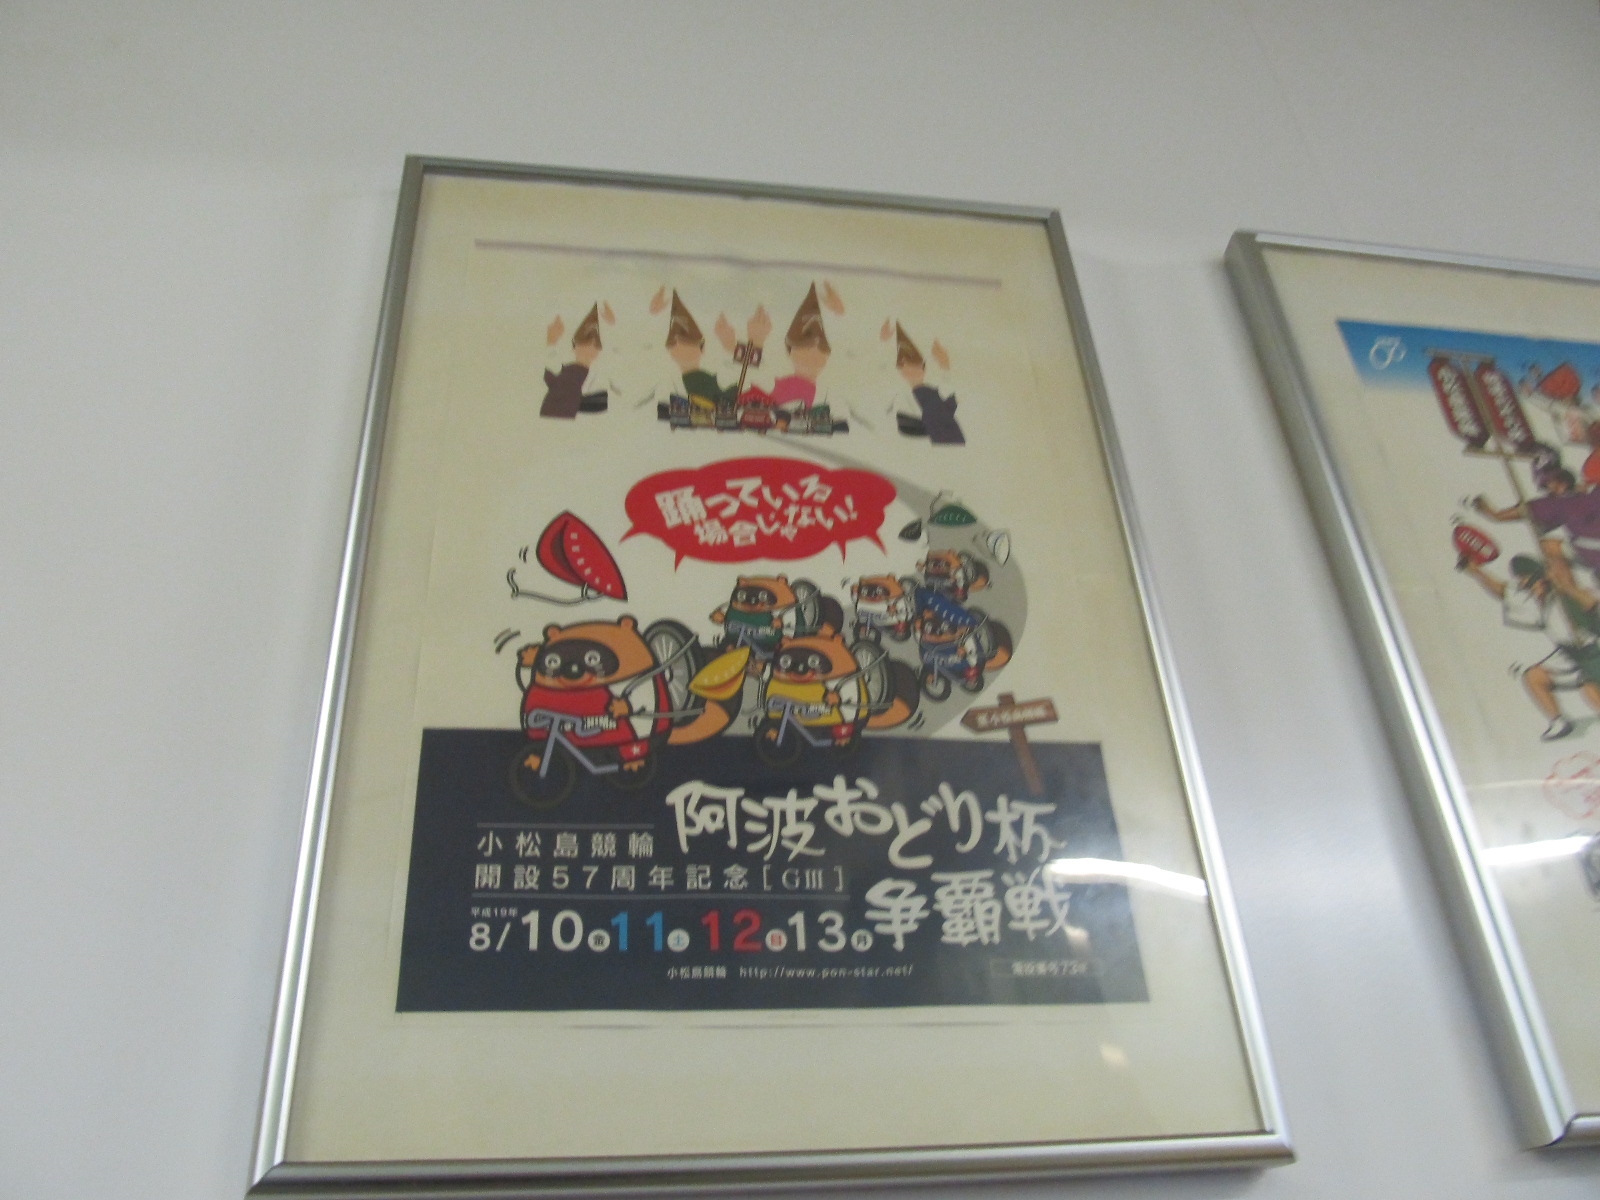 踊っている
場合じゃない!
小松島競輪
開設57周年記念[GIII]
阿波おどり杯
争覇戦
平成19年
8/10金11土12日13月
小松島競輪 http://www.pon-star.net/